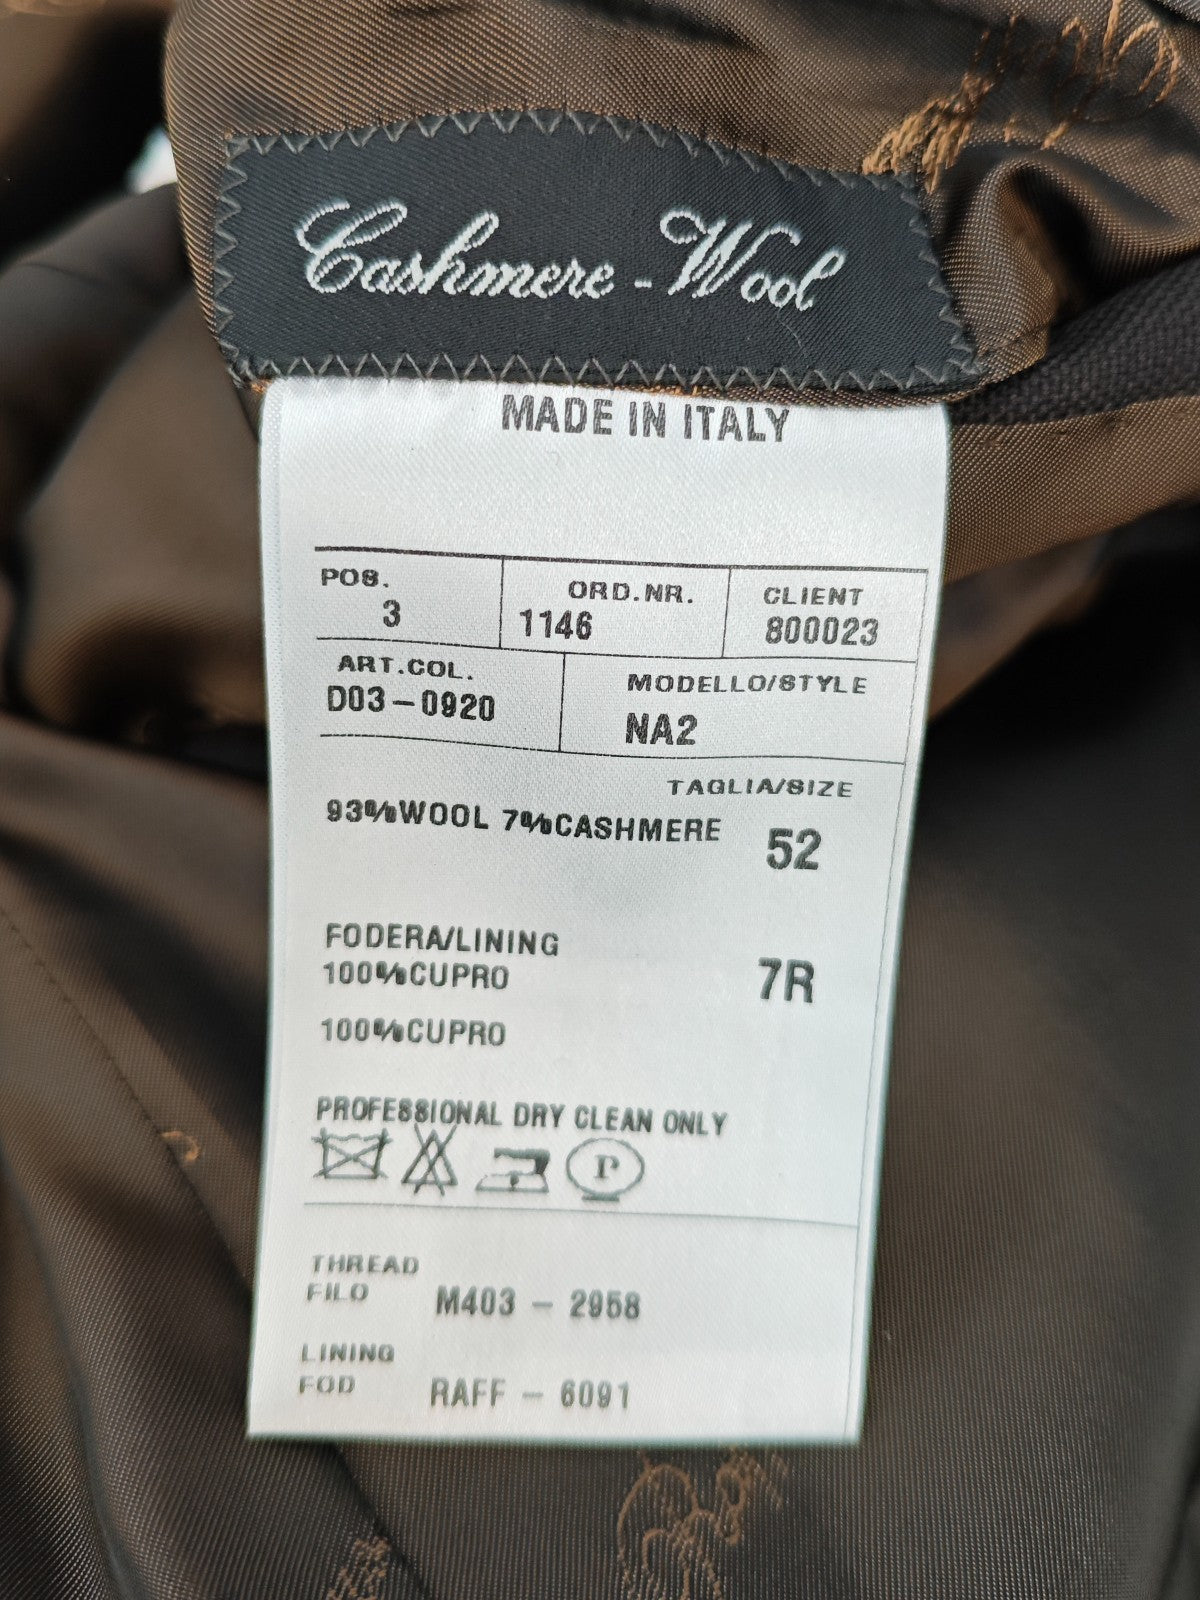 Cashmere - Wool
MADE IN ITALY
POS. ORD.NR. CLIENT
3 1146 800023
ART.COL. MODELLO/STYLE
D03-0920 NA2
TAGLIA/SIZE
93%WOOL 7%CASHMERE 52
FODERA/LINING
100%CUPRO 7R
100%CUPRO
PROFESSIONAL DRY CLEAN ONLY
P
THREAD
FILO M403 - 2958
LINING
FOD RAFF - 6091